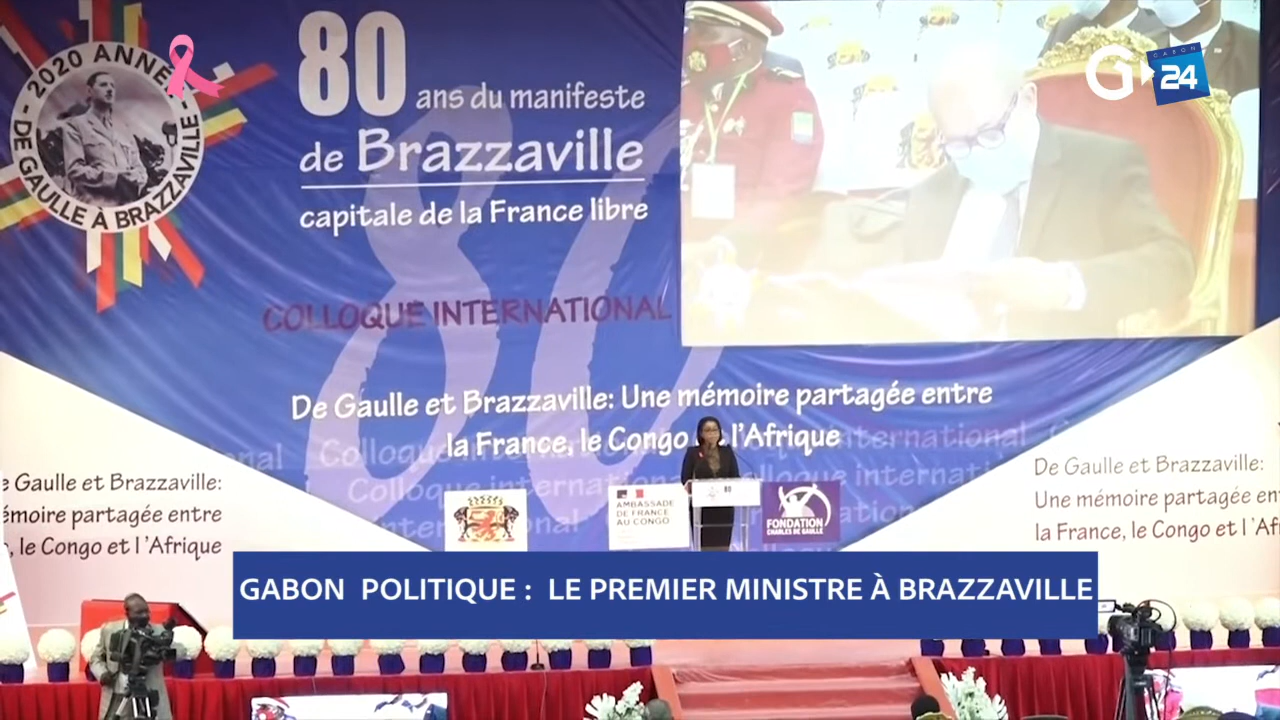 2020 ANNÉE
DE GAULLE À BRAZZAVILLE
80 ans du manifeste
de Brazzaville
capitale de la France libre
COLLOQUE INTERNATIONAL
De Gaulle et Brazzaville: Une mémoire partagée entre
la France, le Congo l'Afrique
G GABON 24
e Gaulle et Brazzaville:
émoire partagée entre
, le Congo et l'Afrique
De Gaulle et Brazzaville:
Une mémoire partagée en
la France, le Congo et l'Afri
AMBASSADE
DE FRANCE
AU CONGO
FONDATION
CHARLES DE GAULLE
GABON POLITIQUE : LE PREMIER MINISTRE À BRAZZAVILLE